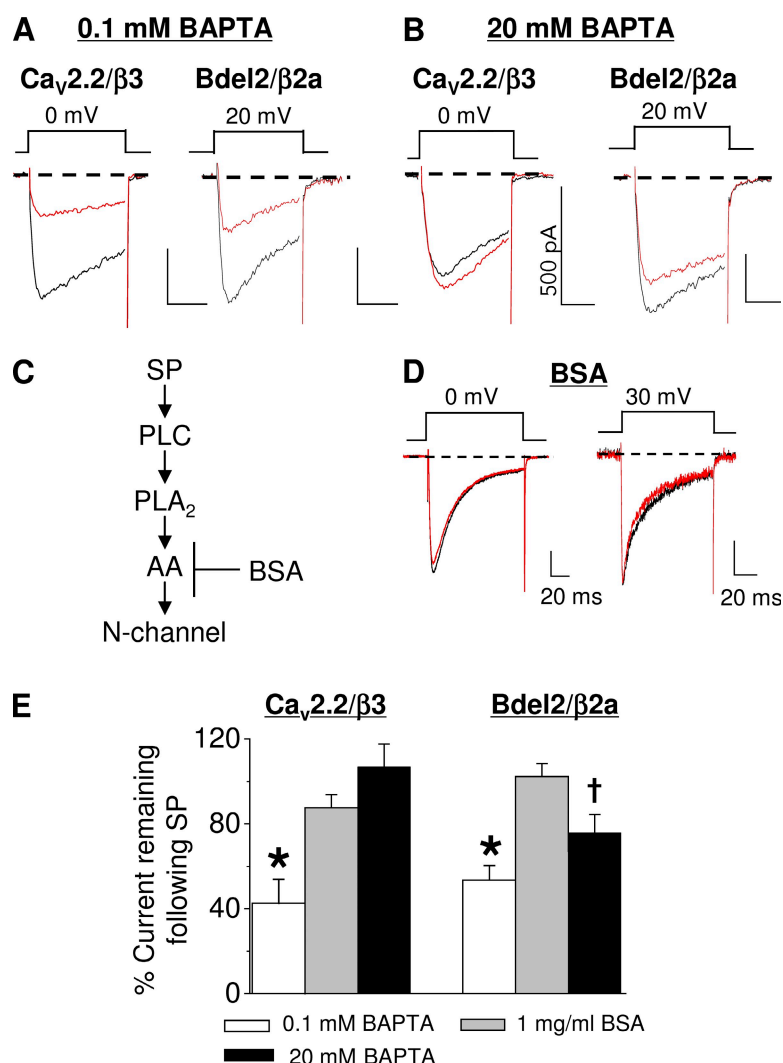 A
0.1 mM BAPTA
B
20 mM BAPTA
CaV2.2/β3
Bdel2/β2a
CaV2.2/β3
Bdel2/β2a
0 mV
20 mV
0 mV
20 mV
500 pA
C
SP
PLC
PLA2
AA
BSA
N-channel
D
BSA
0 mV
30 mV
20 ms
20 ms
E
Cav2.2/β3
Bdel2/β2a
% Current remaining
following SP
120
80
40
0
*
*
†
0.1 mM BAPTA
1 mg/ml BSA
20 mM BAPTA